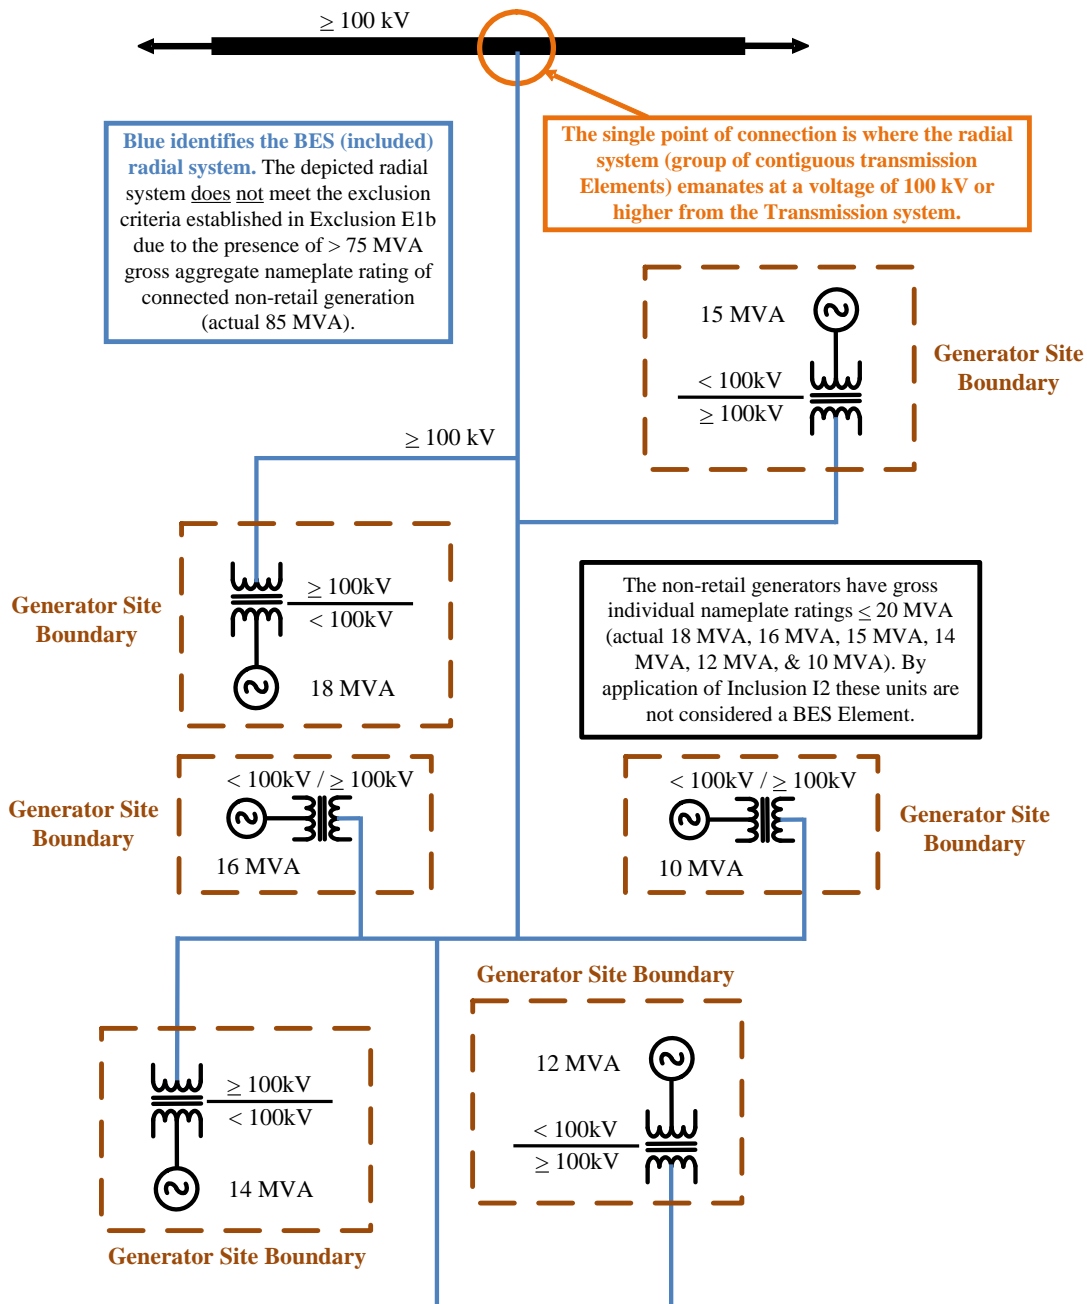 ≥ 100 kV
Blue identifies the BES (included)
radial system. The depicted radial
system does not meet the exclusion
criteria established in Exclusion E1b
due to the presence of > 75 MVA
gross aggregate nameplate rating of
connected non-retail generation
(actual 85 MVA).
The single point of connection is where the radial
system (group of contiguous transmission
Elements) emanates at a voltage of 100 kV or
higher from the Transmission system.
15 MVA
< 100kV
≥ 100kV
Generator Site
Boundary
≥ 100 kV
Generator Site
Boundary
≥ 100kV
< 100kV
18 MVA
The non-retail generators have gross
individual nameplate ratings ≤ 20 MVA
(actual 18 MVA, 16 MVA, 15 MVA, 14
MVA, 12 MVA, & 10 MVA). By
application of Inclusion I2 these units are
not considered a BES Element.
Generator Site
Boundary
< 100kV / ≥ 100kV
16 MVA
< 100kV / ≥ 100kV
10 MVA
Generator Site
Boundary
Generator Site Boundary
≥ 100kV
< 100kV
14 MVA
Generator Site Boundary
12 MVA
< 100kV
≥ 100kV